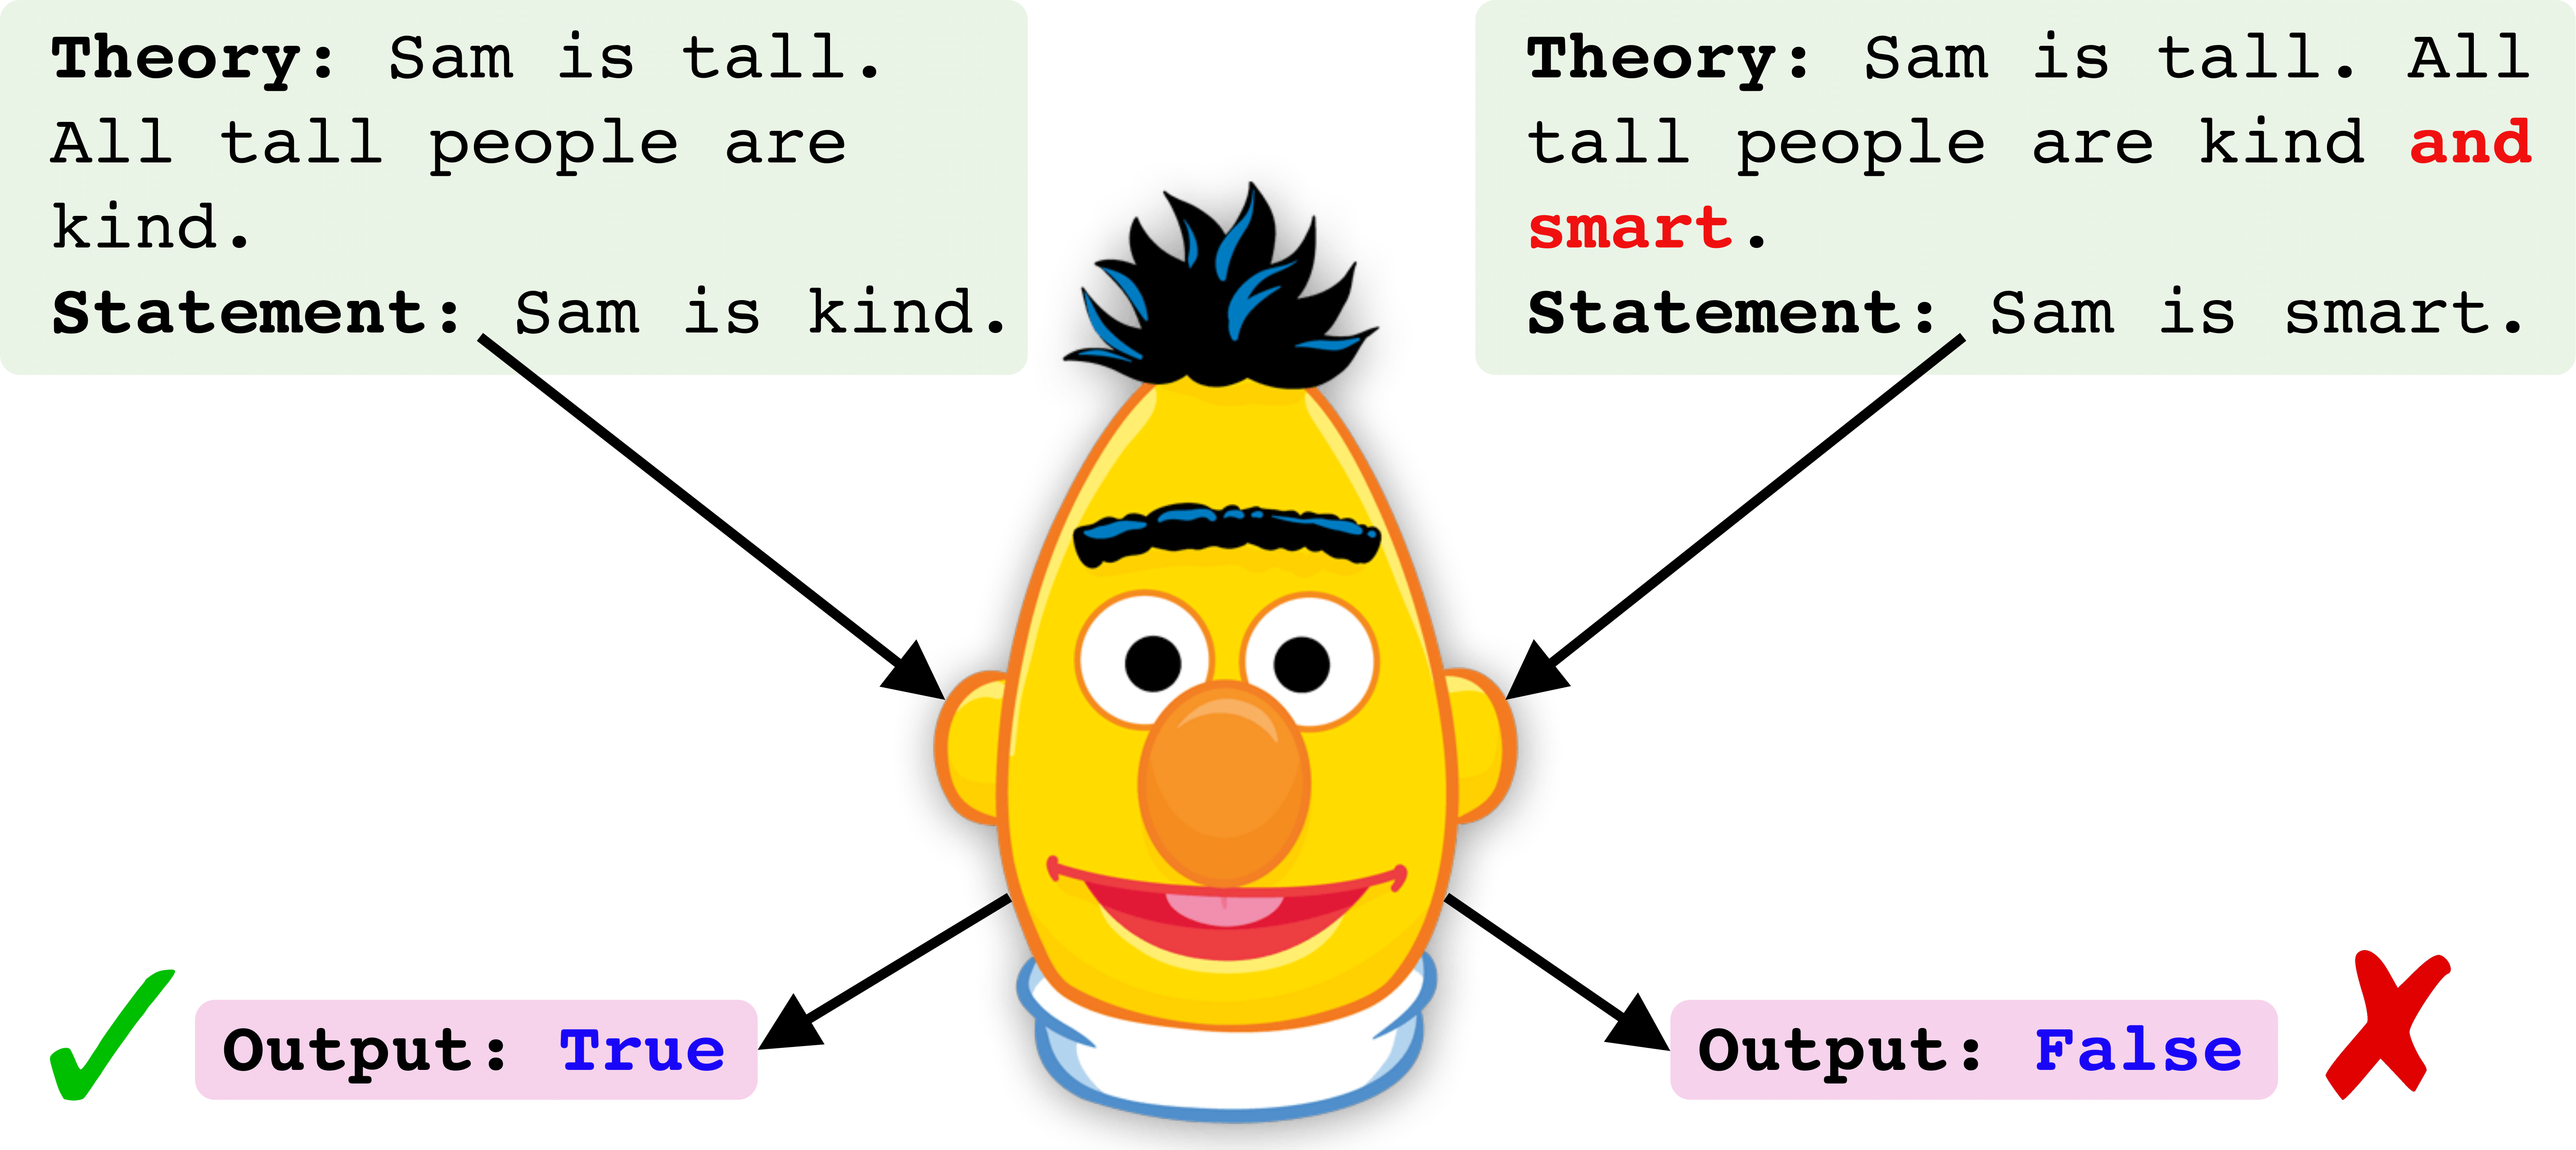 Theory: Sam is tall.
All tall people are
kind.
Statement: Sam is kind.
Theory: Sam is tall. All
tall people are kind and
smart.
Statement: Sam is smart.
Output: True
Output: False